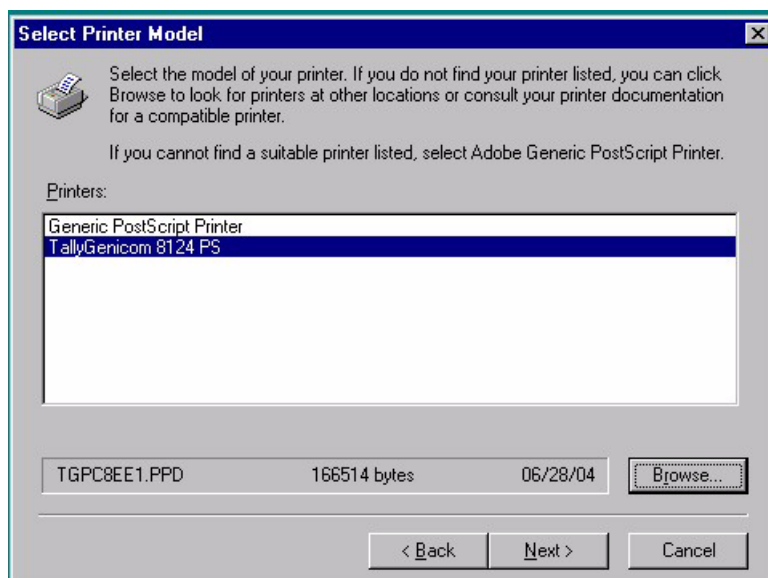 Select Printer Model
Select the model of your printer. If you do not find your printer listed, you can click
Browse to look for printers at other locations or consult your printer documentation
for a compatible printer.
If you cannot find a suitable printer listed, select Adobe Generic PostScript Printer.
Printers:
Generic PostScript Printer
TallyGenicom 8124 PS
TGPC8EE1.PPD 166514 bytes 06/28/04 Browse...
< Back Next > Cancel